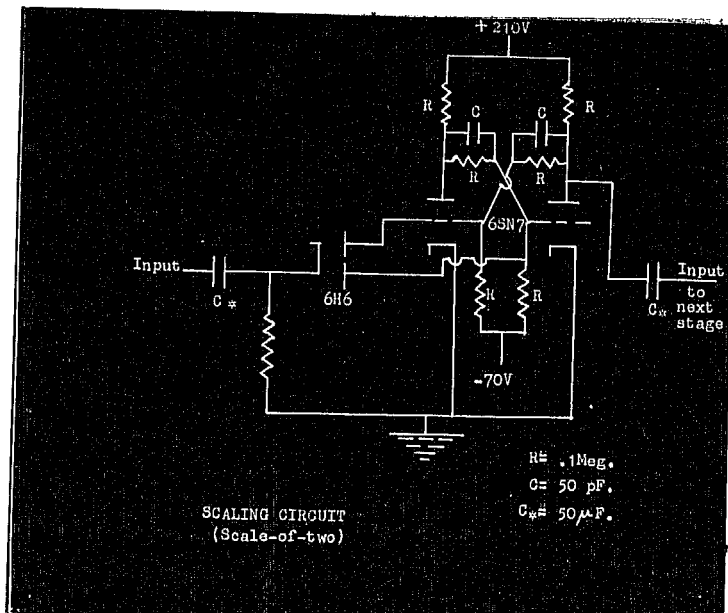 +210V
R
C
C
R
R
R
6SN7
Input
C*
6H6
R
R
Input
to
next
stage
C*
-70V
R= .1Meg.
C= 50 pF.
C*= 50μF.
SCALING CIRCUIT
(Scale-of-two)